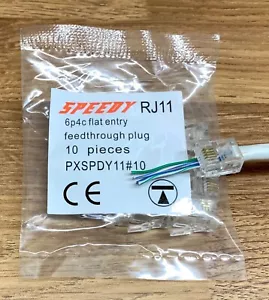 SPEEDY RJ11
6p4c flat entry
feedthrough plug
10 pieces
PXSPDY11#10
CE